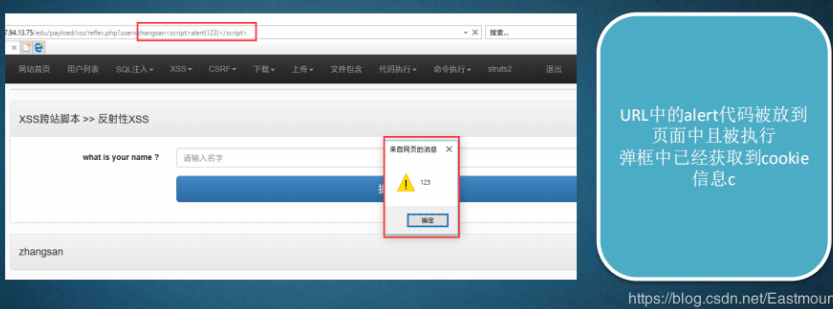 7.94.13.75/edu/payload/xss/reflex.php?user=zhangsan<script>alert(123)</script>
搜索...
网站首页 用户列表 SQL注入 XSS CSRF 下载 上传 文件包含 代码执行 命令执行 struts2 退出
XSS跨站脚本 >> 反射性XSS
what is your name ?
请输入名字
来自网页的消息
123
确定
zhangsan
URL中的alert代码被放到
页面中且被执行
弹框中已经获取到cookie
信息c
https://blog.csdn.net/Eastmoun